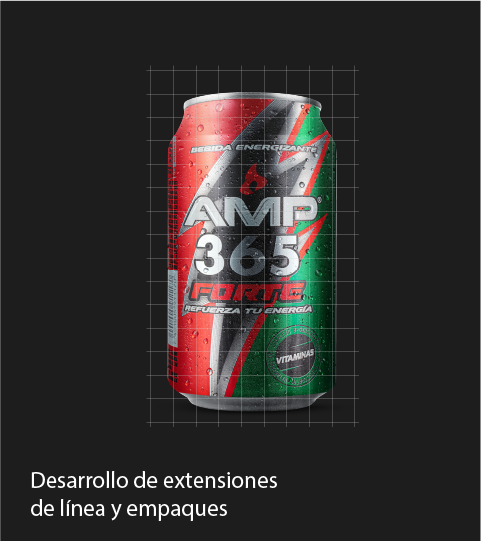 BEBIDA ENERGIZANTE
AMP®
365
FORTE
REFUERZA TU ENERGÍA
VITAMINAS
Desarrollo de extensiones
de línea y empaques